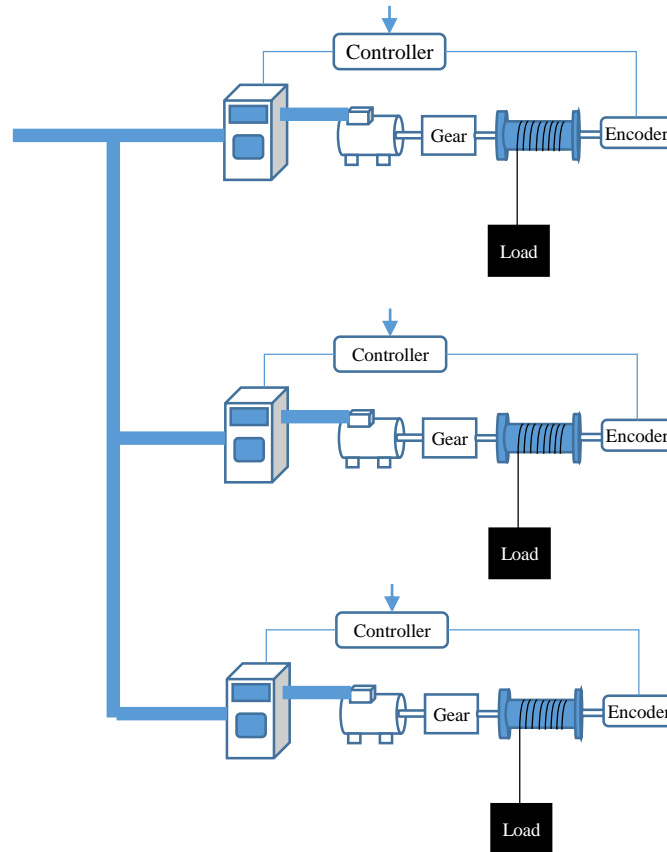 Controller
Gear
Encoder
Load
Controller
Gear
Encoder
Load
Controller
Gear
Encoder
Load